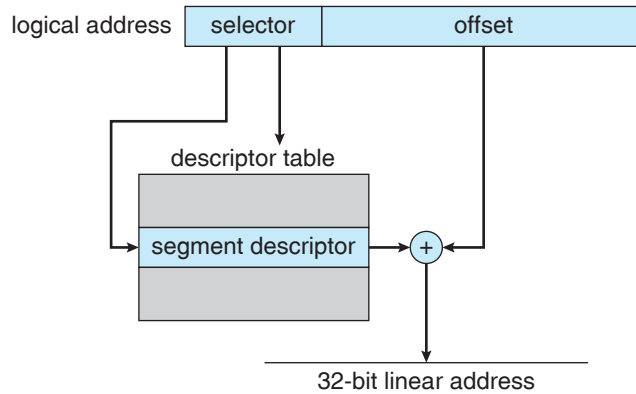 logical address selector offset
descriptor table
segment descriptor +
32-bit linear address